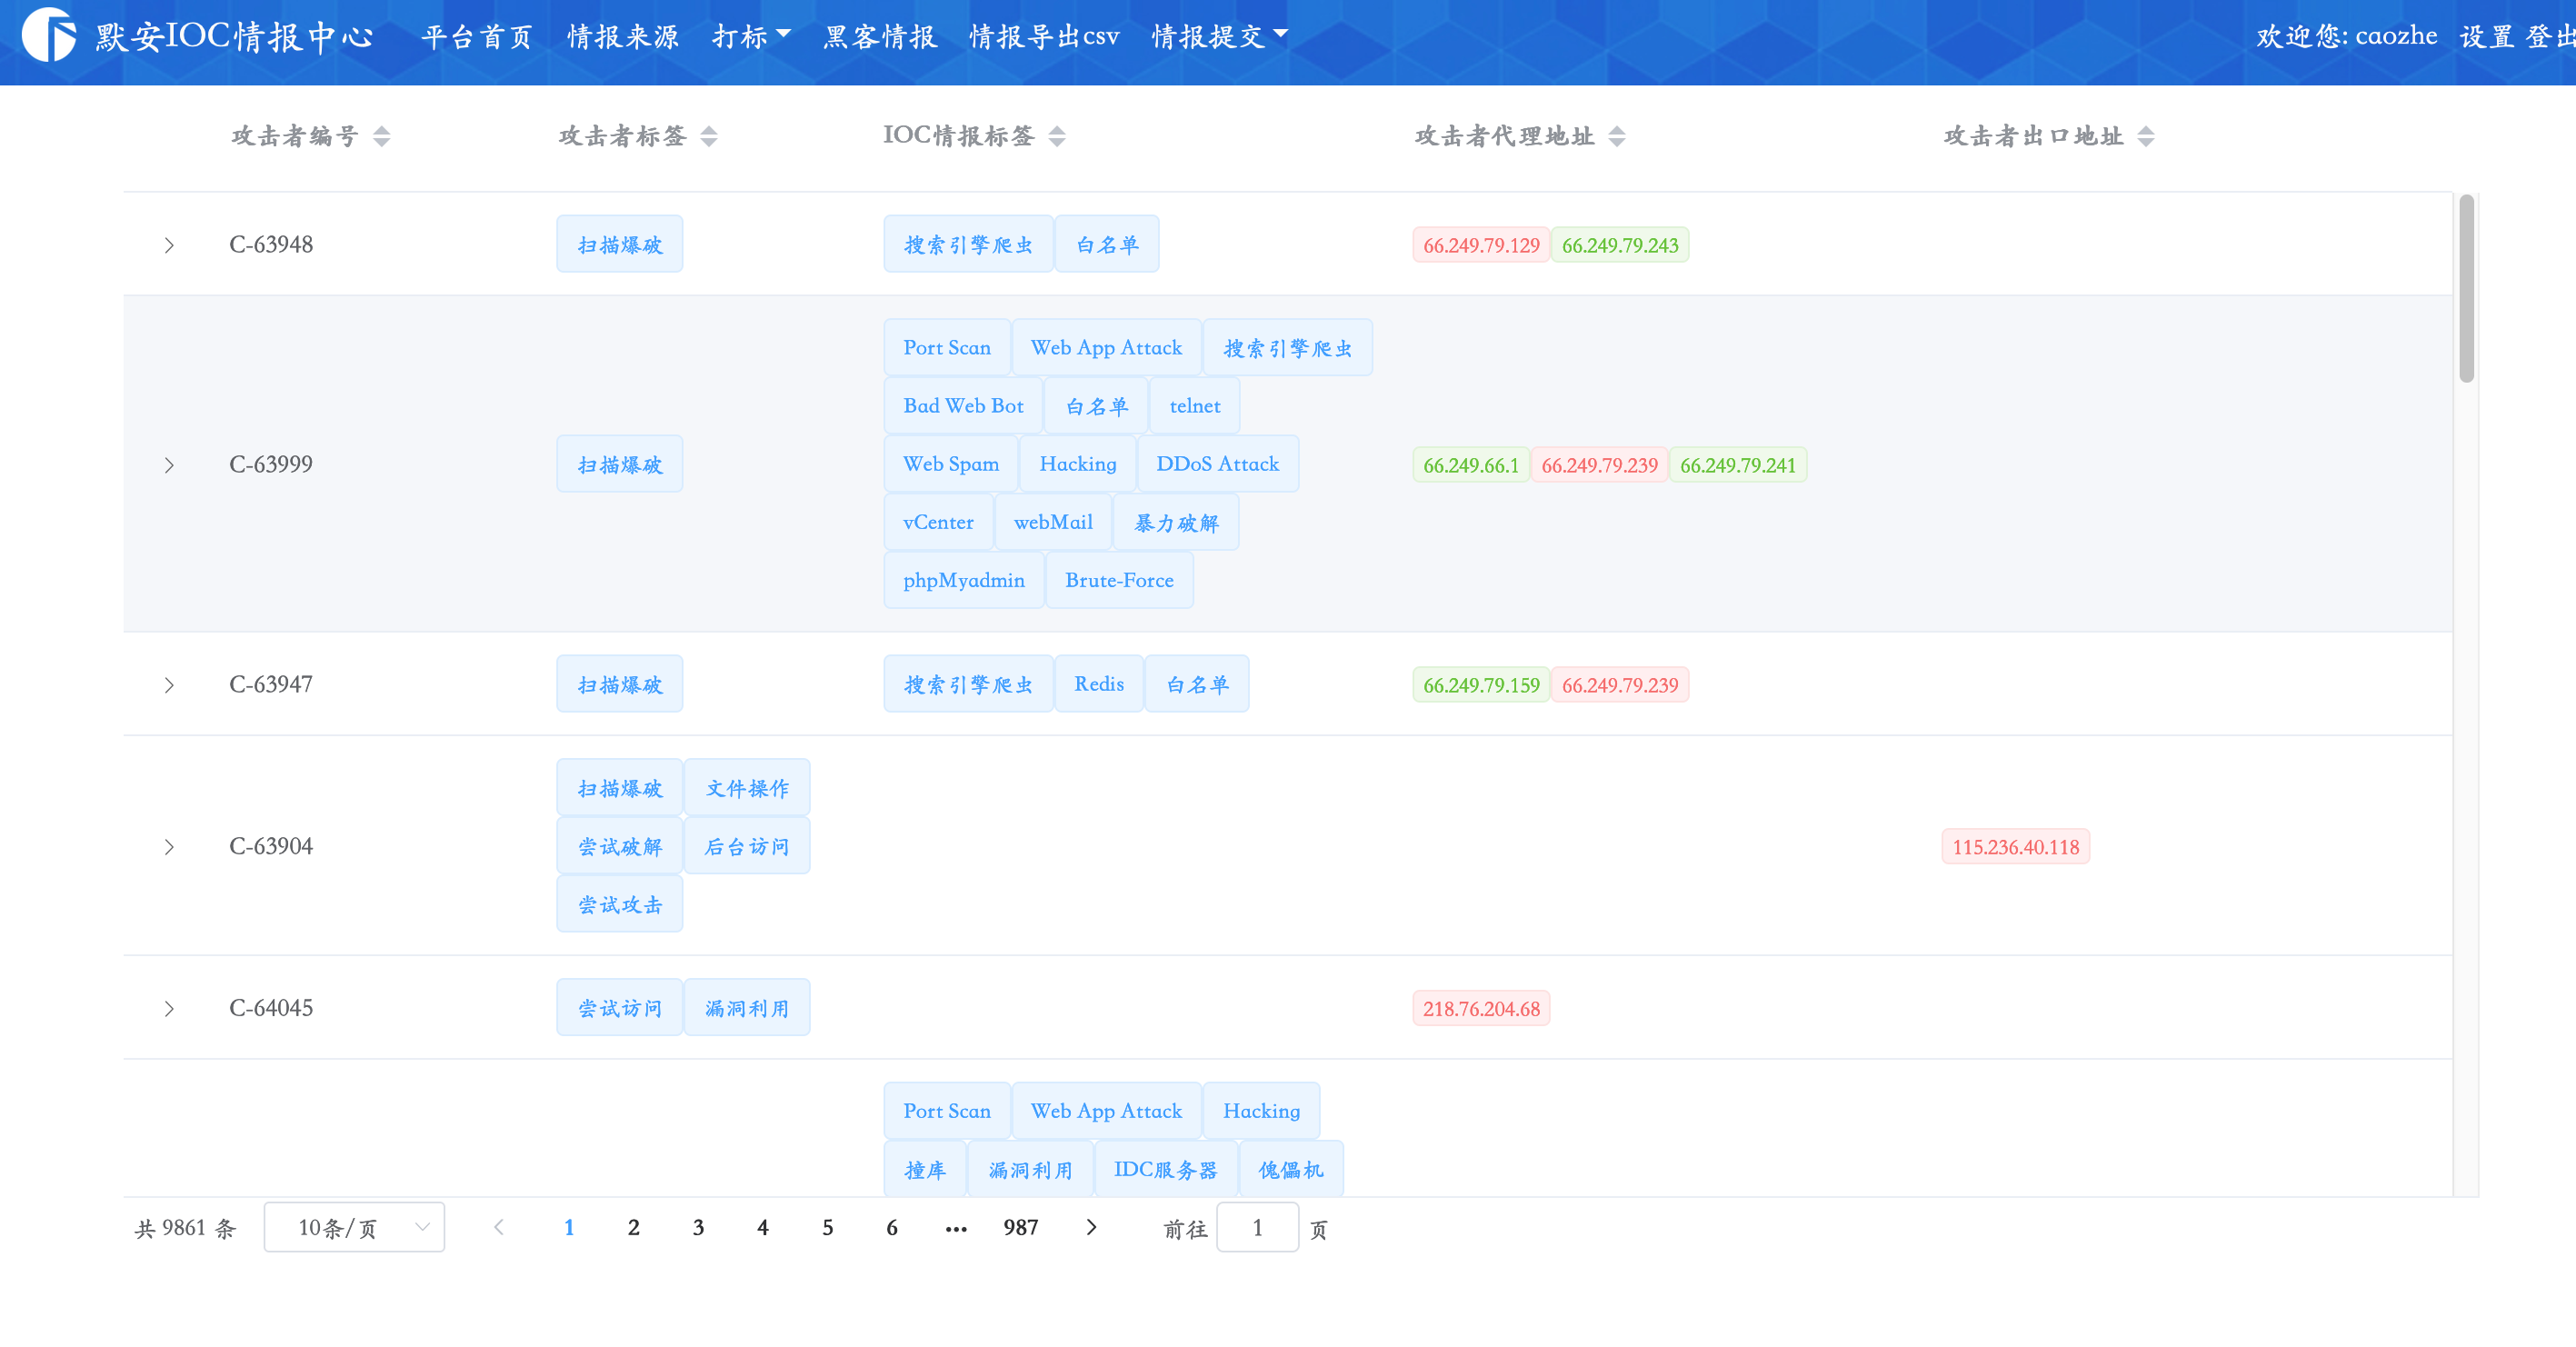 默安IOC情报中心 平台首页 情报来源 打标 黑客情报 情报导出csv 情报提交 欢迎您: caozhe 设置 登出
攻击者编号 攻击者标签 IOC情报标签 攻击者代理地址 攻击者出口地址
C-63948 扫描爆破 搜索引擎爬虫 白名单 66.249.79.129 66.249.79.243
Port Scan Web App Attack 搜索引擎爬虫
Bad Web Bot 白名单 telnet
C-63999 扫描爆破 Web Spam Hacking DDoS Attack 66.249.66.1 66.249.79.239 66.249.79.241
vCenter webMail 暴力破解
phpMyadmin Brute-Force
C-63947 扫描爆破 搜索引擎爬虫 Redis 白名单 66.249.79.159 66.249.79.239
扫描爆破 文件操作
C-63904 尝试破解 后台访问 115.236.40.118
尝试攻击
C-64045 尝试访问 漏洞利用 218.76.204.68
Port Scan Web App Attack Hacking
撞库 漏洞利用 IDC服务器 傀儡机
共 9861 条 10条/页 1 2 3 4 5 6 ••• 987 前往 1 页